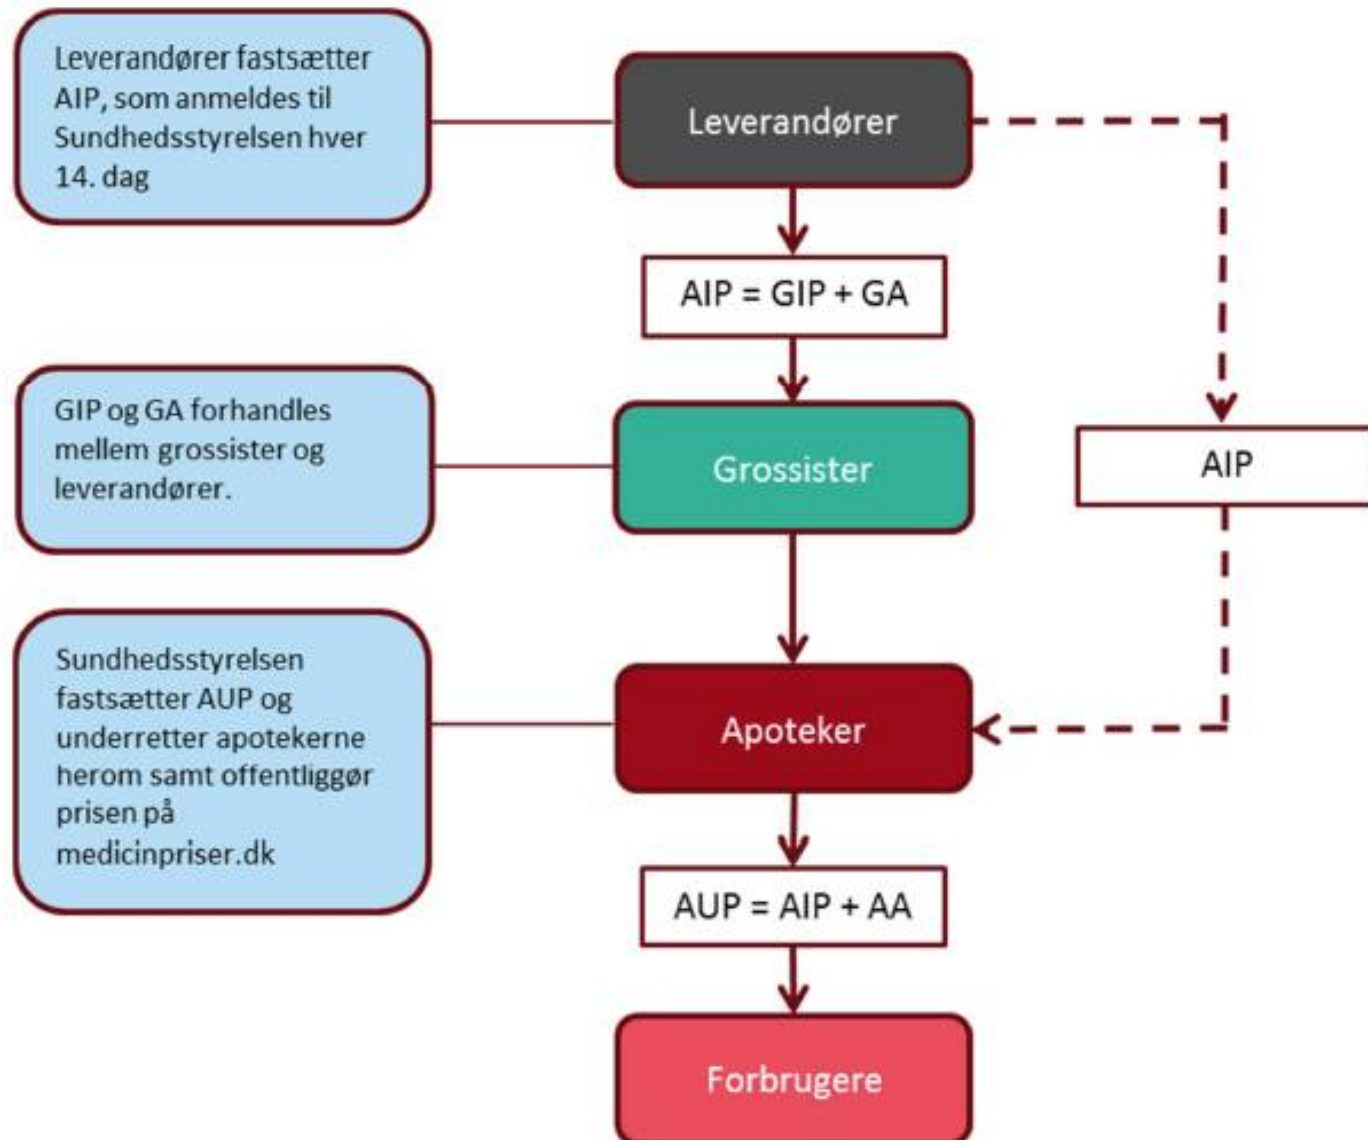 Leverandører fastsætter
AIP, som anmeldes til
Sundhedsstyrelsen hver
14. dag
Leverandører
AIP = GIP + GA
GIP og GA forhandles
mellem grossister og
leverandører.
Grossister
AIP
Sundhedsstyrelsen
fastsætter AUP og
underretter apotekerne
herom samt offentliggør
prisen på
medicinpriser.dk
Apoteker
AUP = AIP + AA
Forbrugere